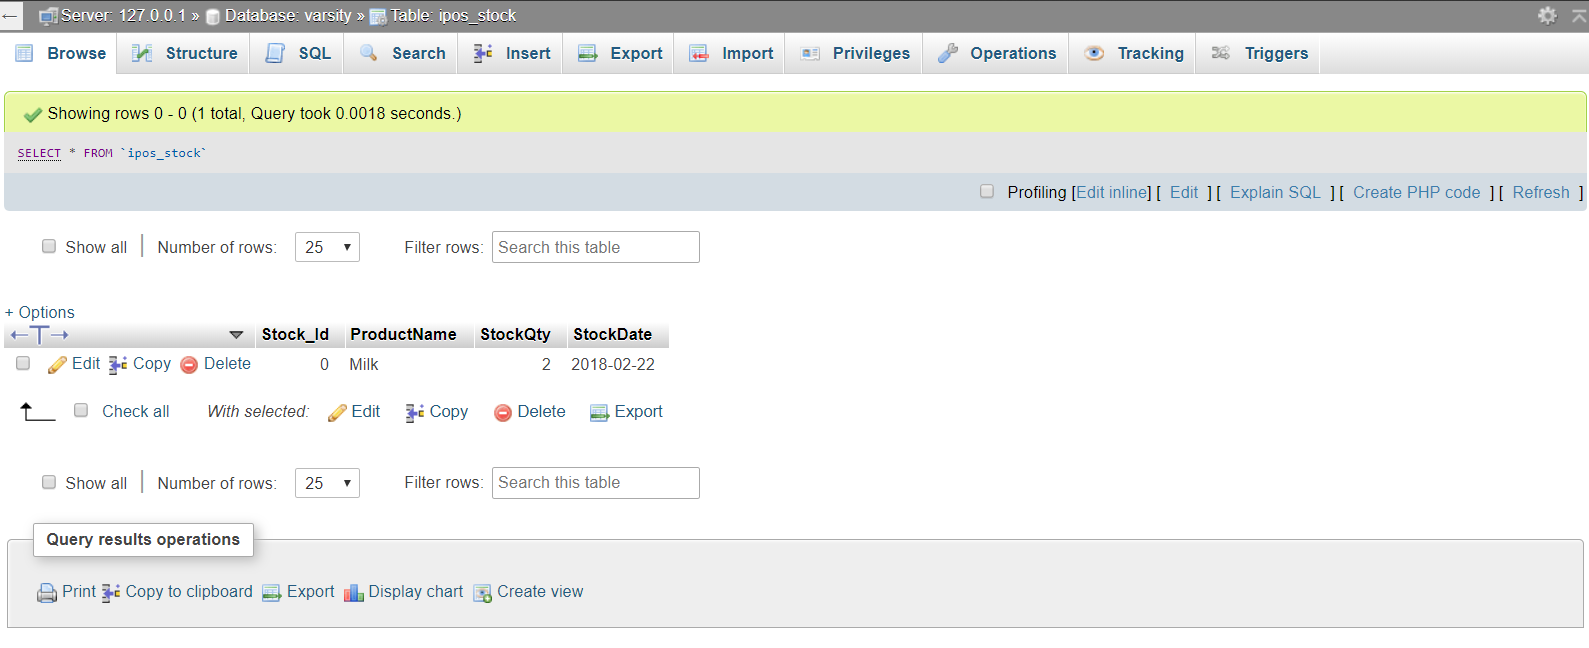 Server: 127.0.0.1 » Database: varsity » Table: ipos_stock
Browse Structure SQL Search Insert Export Import Privileges Operations Tracking Triggers
Showing rows 0 - 0 (1 total, Query took 0.0018 seconds.)
SELECT * FROM `ipos_stock`
Profiling [Edit inline] [ Edit ] [ Explain SQL ] [ Create PHP code ] [ Refresh ]
Show all Number of rows: 25 Filter rows: Search this table
+ Options
Stock_Id ProductName StockQty StockDate
Edit Copy Delete 0 Milk 2 2018-02-22
Check all With selected: Edit Copy Delete Export
Show all Number of rows: 25 Filter rows: Search this table
Query results operations
Print Copy to clipboard Export Display chart Create view